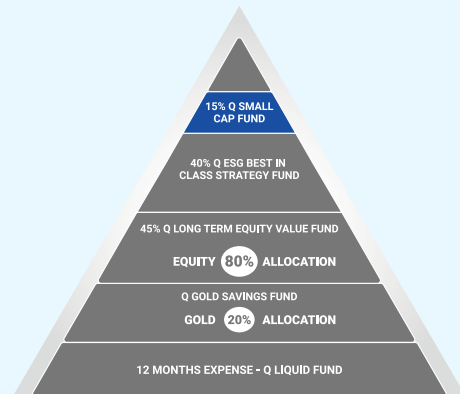 15% Q SMALL
CAP FUND
40% Q ESG BEST IN
CLASS STRATEGY FUND
45% Q LONG TERM EQUITY VALUE FUND
EQUITY 80% ALLOCATION
Q GOLD SAVINGS FUND
GOLD 20% ALLOCATION
12 MONTHS EXPENSE - Q LIQUID FUND